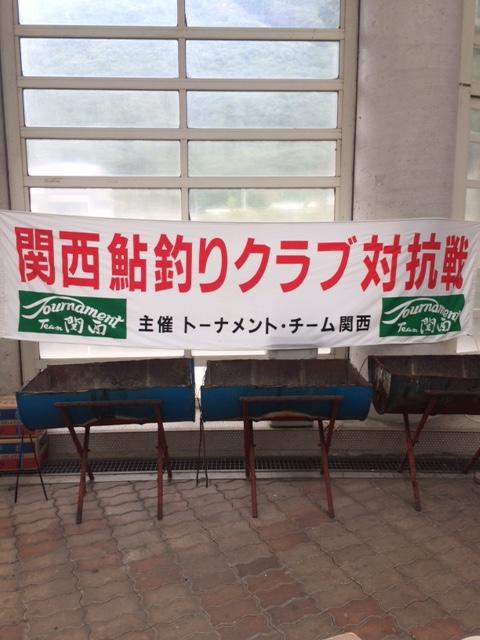 関西鮎釣りクラブ対抗戦
Tournament
Team 関西
主催 トーナメント・チーム関西
Tournament
Team 関西